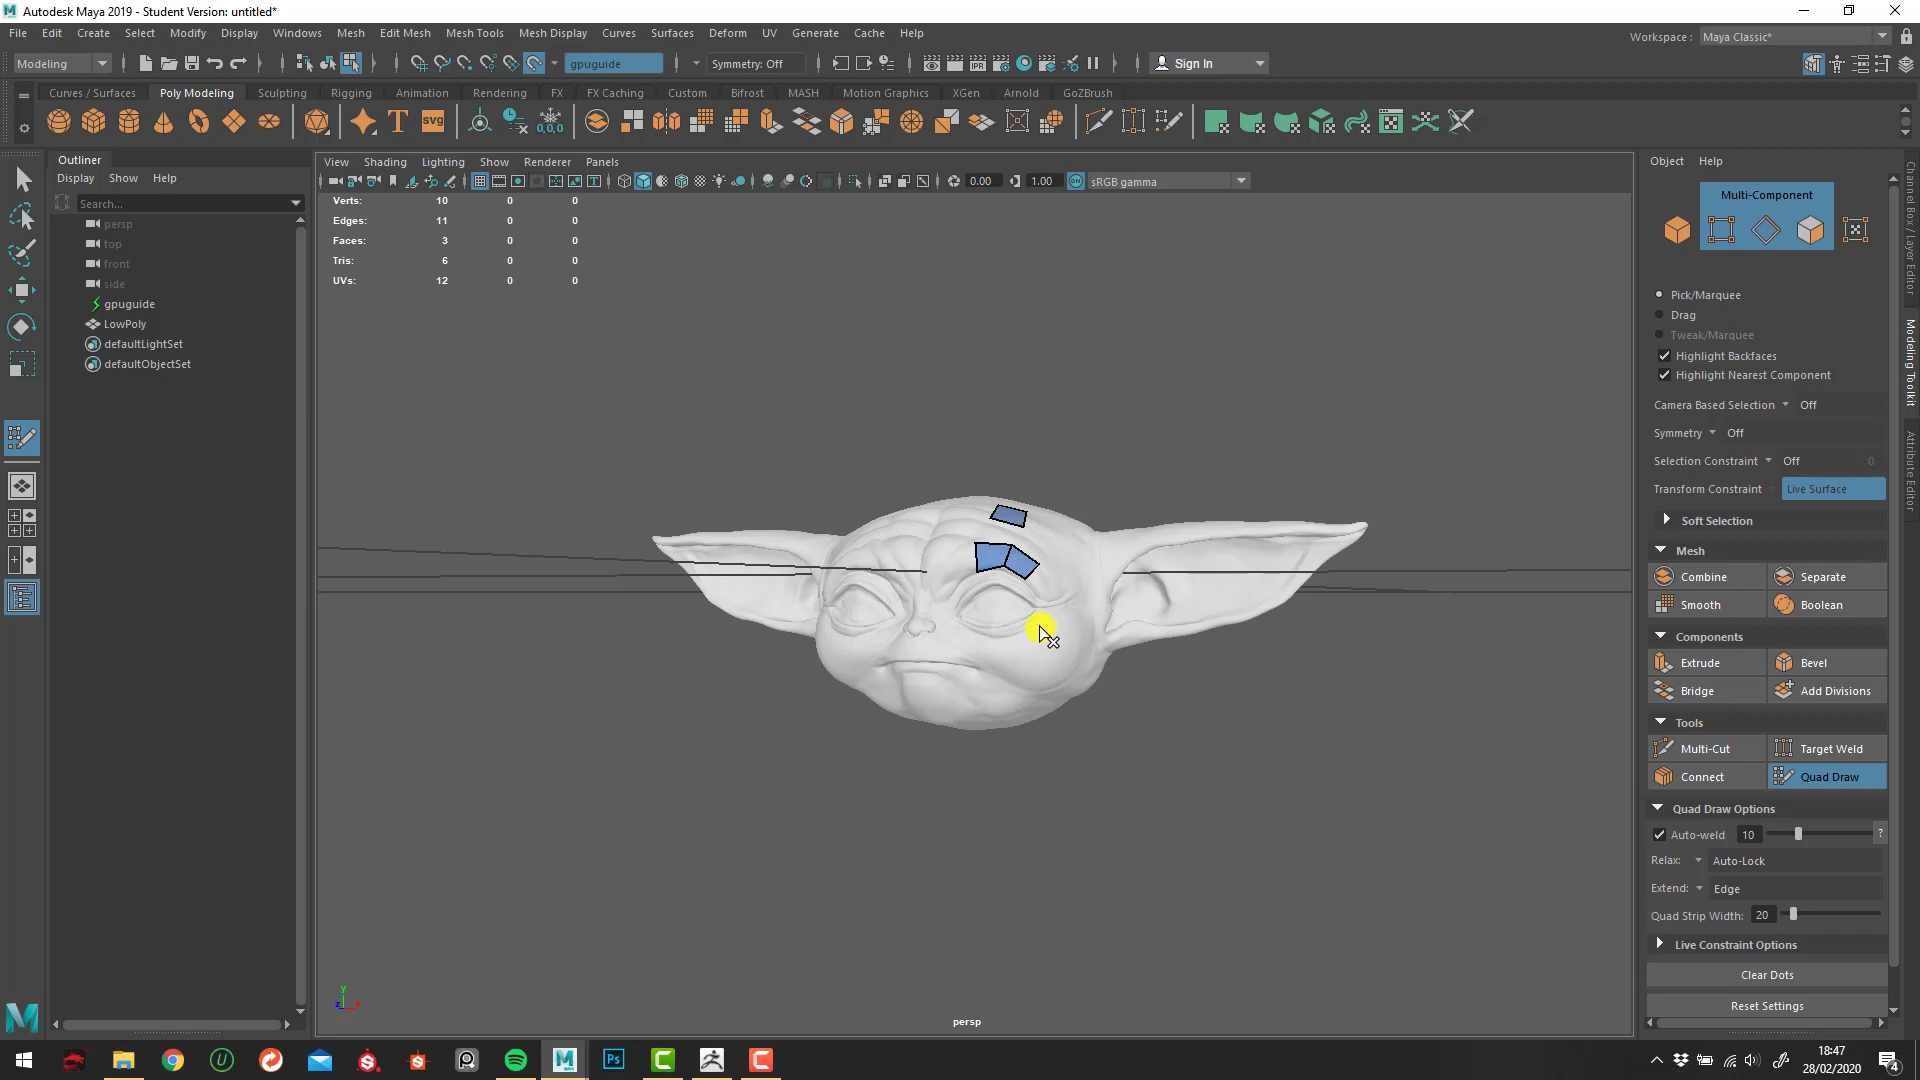 Autodesk Maya 2019 - Student Version: untitled*
File Edit Create Select Modify Display Windows Mesh Edit Mesh Mesh Tools Mesh Display Curves Surfaces Deform UV Generate Cache Help
Workspace : Maya Classic*
Modeling gpuguide Symmetry: Off Sign In
Curves / Surfaces Poly Modeling Sculpting Rigging Animation Rendering FX FX Caching Custom Bifrost MASH Motion Graphics XGen Arnold GoZBrush
T svg 0,0,0
Outliner
Display Show Help
Search...
persp
top
front
side
gpuguide
LowPoly
defaultLightSet
defaultObjectSet
View Shading Lighting Show Renderer Panels
0.00 1.00 sRGB gamma
Verts: 10 0 0
Edges: 11 0 0
Faces: 3 0 0
Tris: 6 0 0
UVs: 12 0 0
y
z x
persp
Object Help
Multi-Component
Pick/Marquee
Drag
Tweak/Marquee
Highlight Backfaces
Highlight Nearest Component
Camera Based Selection Off
Symmetry Off
Selection Constraint Off 0
Transform Constraint Live Surface
Soft Selection
Mesh
Combine Separate
Smooth Boolean
Components
Extrude Bevel
Bridge Add Divisions
Tools
Multi-Cut Target Weld
Connect Quad Draw
Quad Draw Options
Auto-weld 10 ?
Relax: Auto-Lock
Extend: Edge
Quad Strip Width: 20
Live Constraint Options
Clear Dots
Reset Settings
Channel Box / Layer Editor
Modeling Toolkit
Attribute Editor
Ps
18:47
28/02/2020
4